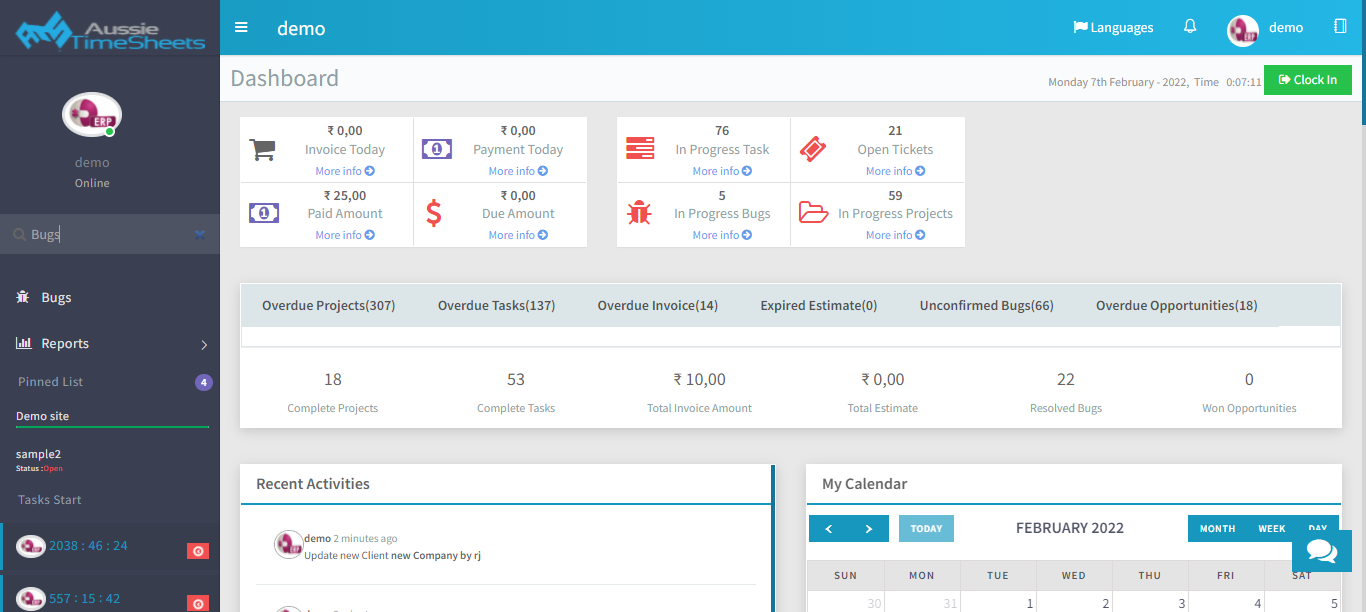 Aussie
TimeSheets
demo
Languages
demo
ERP
demo
Online
Bugs
Bugs
Reports
Pinned List
4
Demo site
sample2
Status :Open
Tasks Start
2038 : 46 : 24
557 : 15 : 42
Dashboard
Monday 7th February - 2022, Time 0:07:11
Clock In
₹ 0,00
Invoice Today
More info
₹ 0,00
Payment Today
More info
₹ 25,00
Paid Amount
More info
₹ 0,00
Due Amount
More info
76
In Progress Task
More info
21
Open Tickets
More info
5
In Progress Bugs
More info
59
In Progress Projects
More info
Overdue Projects(307) Overdue Tasks(137) Overdue Invoice(14) Expired Estimate(0) Unconfirmed Bugs(66) Overdue Opportunities(18)
18 53 ₹ 10,00 ₹ 0,00 22 0
Complete Projects Complete Tasks Total Invoice Amount Total Estimate Resolved Bugs Won Opportunities
Recent Activities
demo 2 minutes ago
Update new Client new Company by rj
My Calendar
TODAY
FEBRUARY 2022
MONTH WEEK DAY
SUN MON TUE WED THU FRI SAT
30 31 1 2 3 4 5